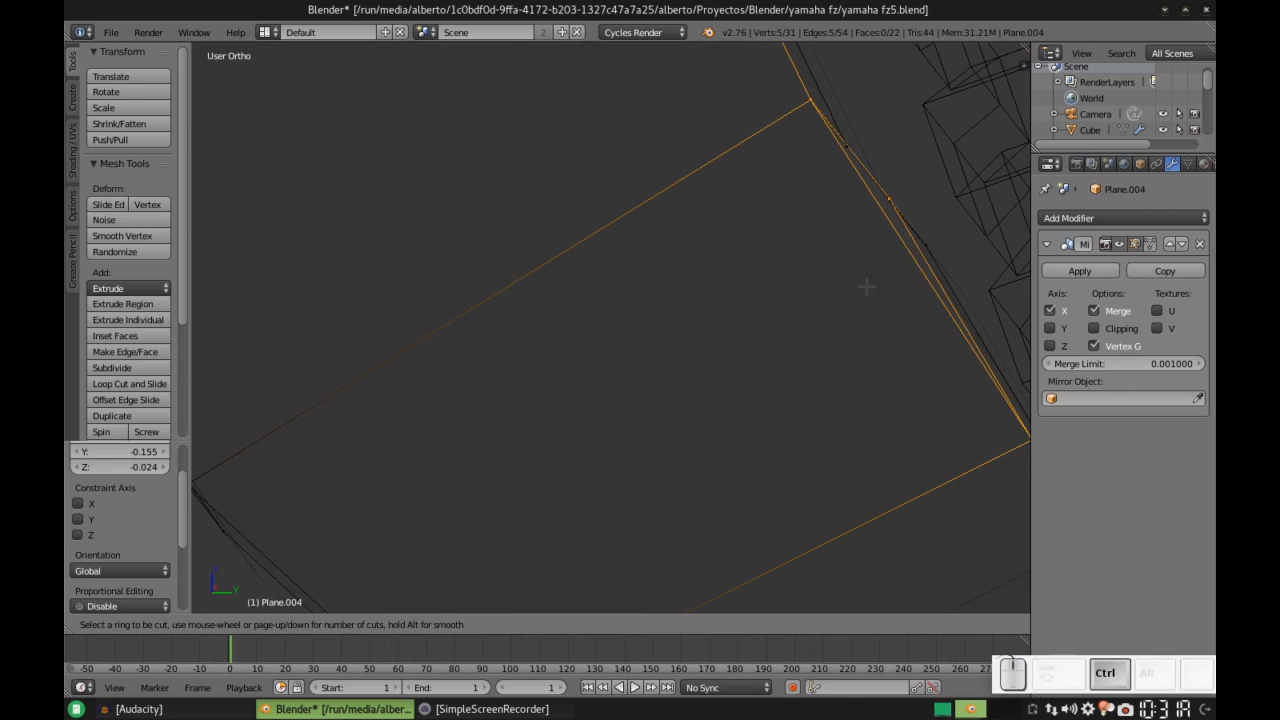 Blender* [/run/media/alberto/1c0bdf0d-9ffa-4172-b203-1327c47a7a25/alberto/Proyectos/Blender/yamaha fz/yamaha fz5.blend]
File Render Window Help Default Scene 2 Cycles Render v2.76 | Verts:5/31 | Edges:5/54 | Faces:0/22 | Tris:44 | Mem:31.21M | Plane.004
Tools
Create
Shading / UVs
Options
Grease Pencil
Transform
Translate
Rotate
Scale
Shrink/Fatten
Push/Pull
Mesh Tools
Deform:
Slide Ed Vertex
Noise
Smooth Vertex
Randomize
Add:
Extrude
Extrude Region
Extrude Individual
Inset Faces
Make Edge/Face
Subdivide
Loop Cut and Slide
Offset Edge Slide
Duplicate
Spin Screw
Y: -0.155
Z: -0.024
Constraint Axis
X
Y
Z
Orientation
Global
Proportional Editing
Disable
User Ortho
z
y
(1) Plane.004
View Search All Scenes
Scene
RenderLayers
World
Camera
Cube
Plane.004
Add Modifier
Mi
Apply Copy
Axis: Options: Textures:
X Merge U
Y Clipping V
Z Vertex G
Merge Limit: 0.001000
Mirror Object:
Select a ring to be cut, use mouse-wheel or page-up/down for number of cuts, hold Alt for smooth
-50 -40 -30 -20 -10 0 10 20 30 40 50 60 70 80 90 100 110 120 130 140 150 160 170 180 190 200 210 220 230 240 250 260
View Marker Frame Playback Start: 1 End: 1 1 No Sync
Ctrl Alt
[Audacity] Blender* [/run/media/alber... [SimpleScreenRecorder]